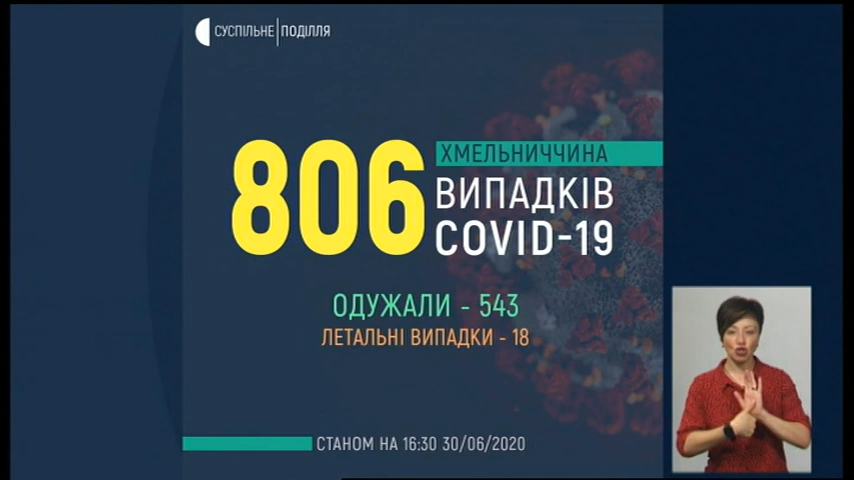 СУСПІЛЬНЕ ПОДІЛЛЯ
806
ХМЕЛЬНИЧЧИНА
ВИПАДКІВ
COVID-19
ОДУЖАЛИ - 543
ЛЕТАЛЬНІ ВИПАДКИ - 18
СТАНОМ НА 16:30 30/06/2020